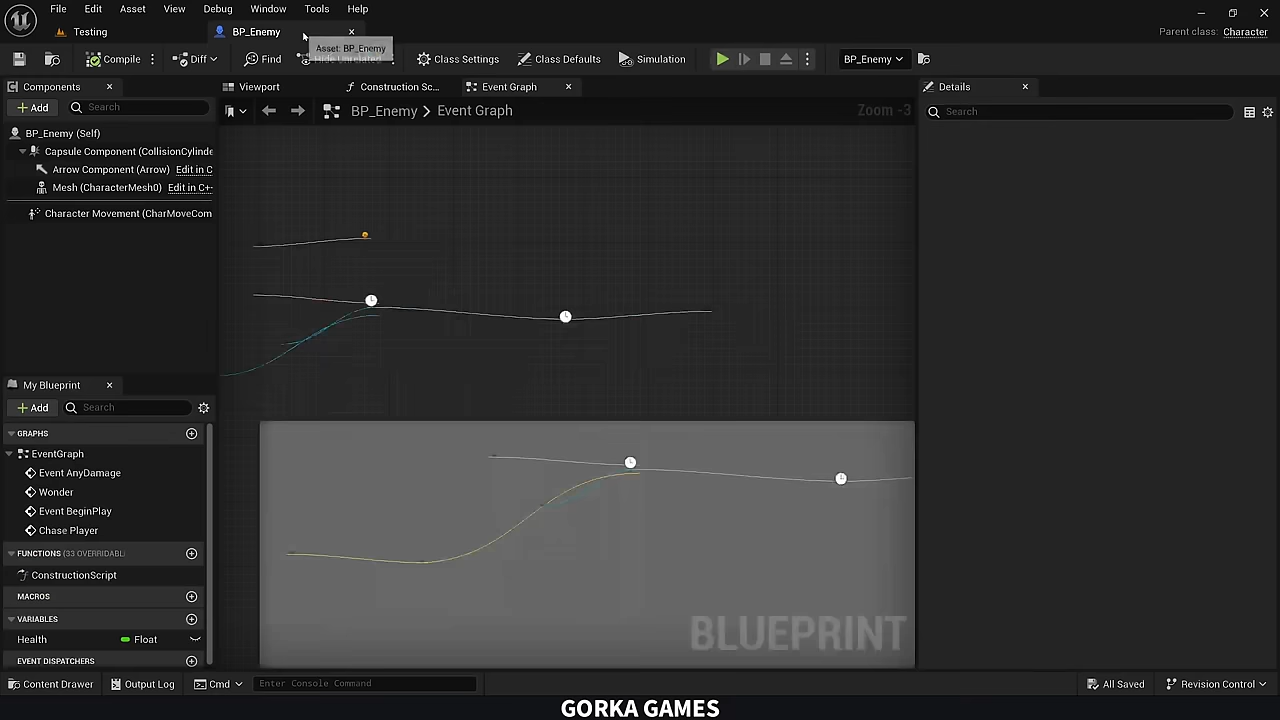 File Edit Asset View Debug Window Tools Help
Testing BP_Enemy Parent class: Character
Asset: BP_Enemy
Compile Diff Find Hide Unrelated Class Settings Class Defaults Simulation BP_Enemy
Components Viewport Construction Sc... Event Graph Details
Add Search BP_Enemy > Event Graph Zoom -3 Search
BP_Enemy (Self)
Capsule Component (CollisionCylinde
Arrow Component (Arrow) Edit in C
Mesh (CharacterMesh0) Edit in C++
Character Movement (CharMoveCom
My Blueprint
Add Search
GRAPHS
EventGraph
Event AnyDamage
Wonder
Event BeginPlay
Chase Player
FUNCTIONS (33 OVERRIDABL
ConstructionScript
MACROS
VARIABLES
Health Float
EVENT DISPATCHERS
BLUEPRINT
Content Drawer Output Log Cmd Enter Console Command All Saved Revision Control
GORKA GAMES